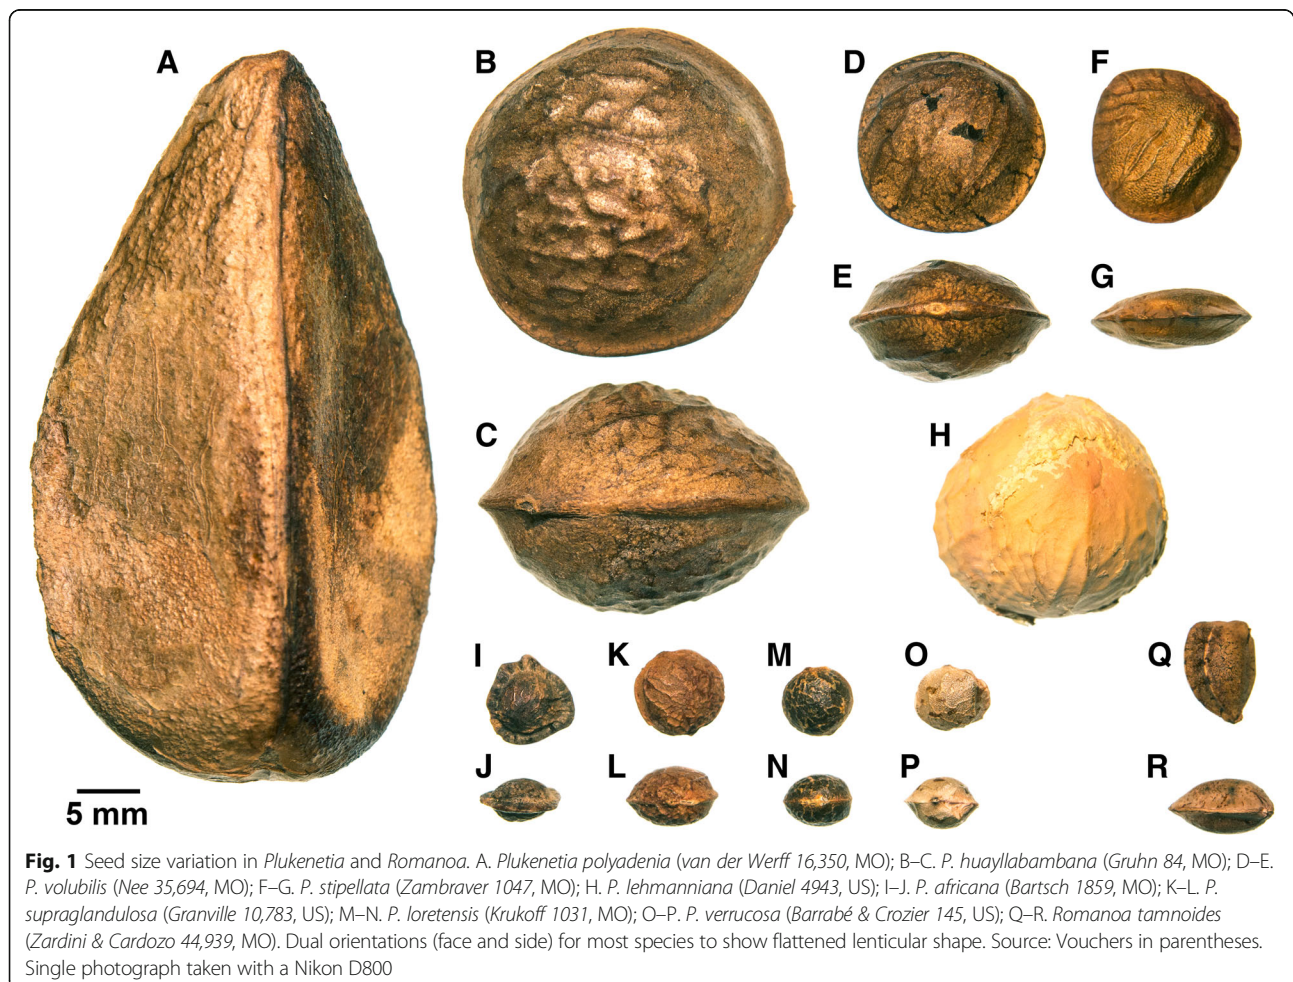 A
B
D
F
E
G
C
H
I
K
M
O
Q
J
L
N
P
R
5 mm
Fig. 1 Seed size variation in Plukenetia and Romanoa. A. Plukenetia polyadenia (van der Werff 16,350, MO); B–C. P. huayllabambana (Gruhn 84, MO); D–E.
P. volubilis (Nee 35,694, MO); F–G. P. stipellata (Zambraver 1047, MO); H. P. lehmanniana (Daniel 4943, US); I–J. P. africana (Bartsch 1859, MO); K–L. P.
supraglandulosa (Granville 10,783, US); M–N. P. loretensis (Krukoff 1031, MO); O–P. P. verrucosa (Barrabé & Crozier 145, US); Q–R. Romanoa tamnoides
(Zardini & Cardozo 44,939, MO). Dual orientations (face and side) for most species to show flattened lenticular shape. Source: Vouchers in parentheses.
Single photograph taken with a Nikon D800